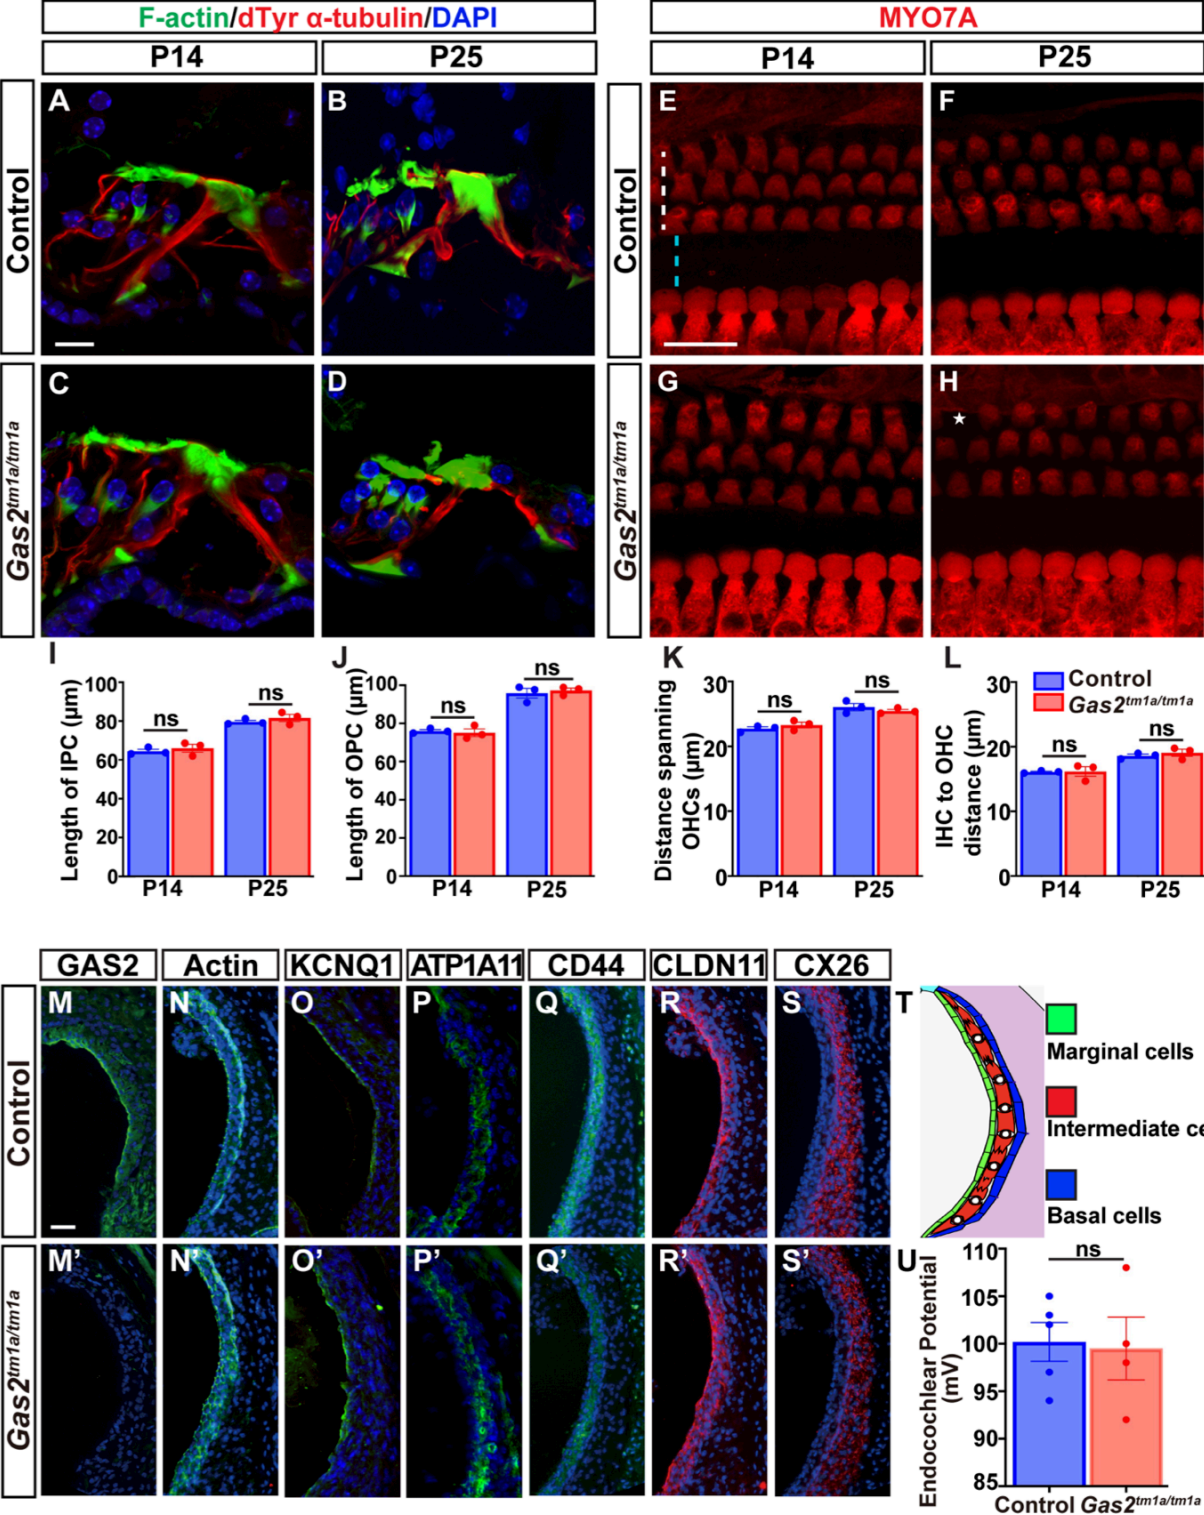 F-actin/dTyr α-tubulin/DAPI
MYO7A
P14
P25
P14
P25
Control
A
B
Control
E
F
Gas2tm1a/tm1a
C
D
Gas2tm1a/tm1a
G
H
I
Length of IPC (µm)
100
80
60
40
20
0
ns
ns
P14
P25
J
Length of OPC (µm)
100
80
60
40
20
0
ns
ns
P14
P25
K
Distance spanning
OHCs (µm)
30
20
10
0
ns
ns
P14
P25
L
IHC to OHC
distance (µm)
30
20
10
0
Control
Gas2tm1a/tm1a
ns
ns
P14
P25
GAS2
Actin
KCNQ1
ATP1A11
CD44
CLDN11
CX26
Control
M
N
O
P
Q
R
S
T
Marginal cells
Intermediate ce
Basal cells
Gas2tm1a/tm1a
M’
N’
O’
P’
Q’
R’
S’
U
Endocochlear Potential
(mV)
110
105
100
95
90
85
ns
Control Gas2tm1a/tm1a